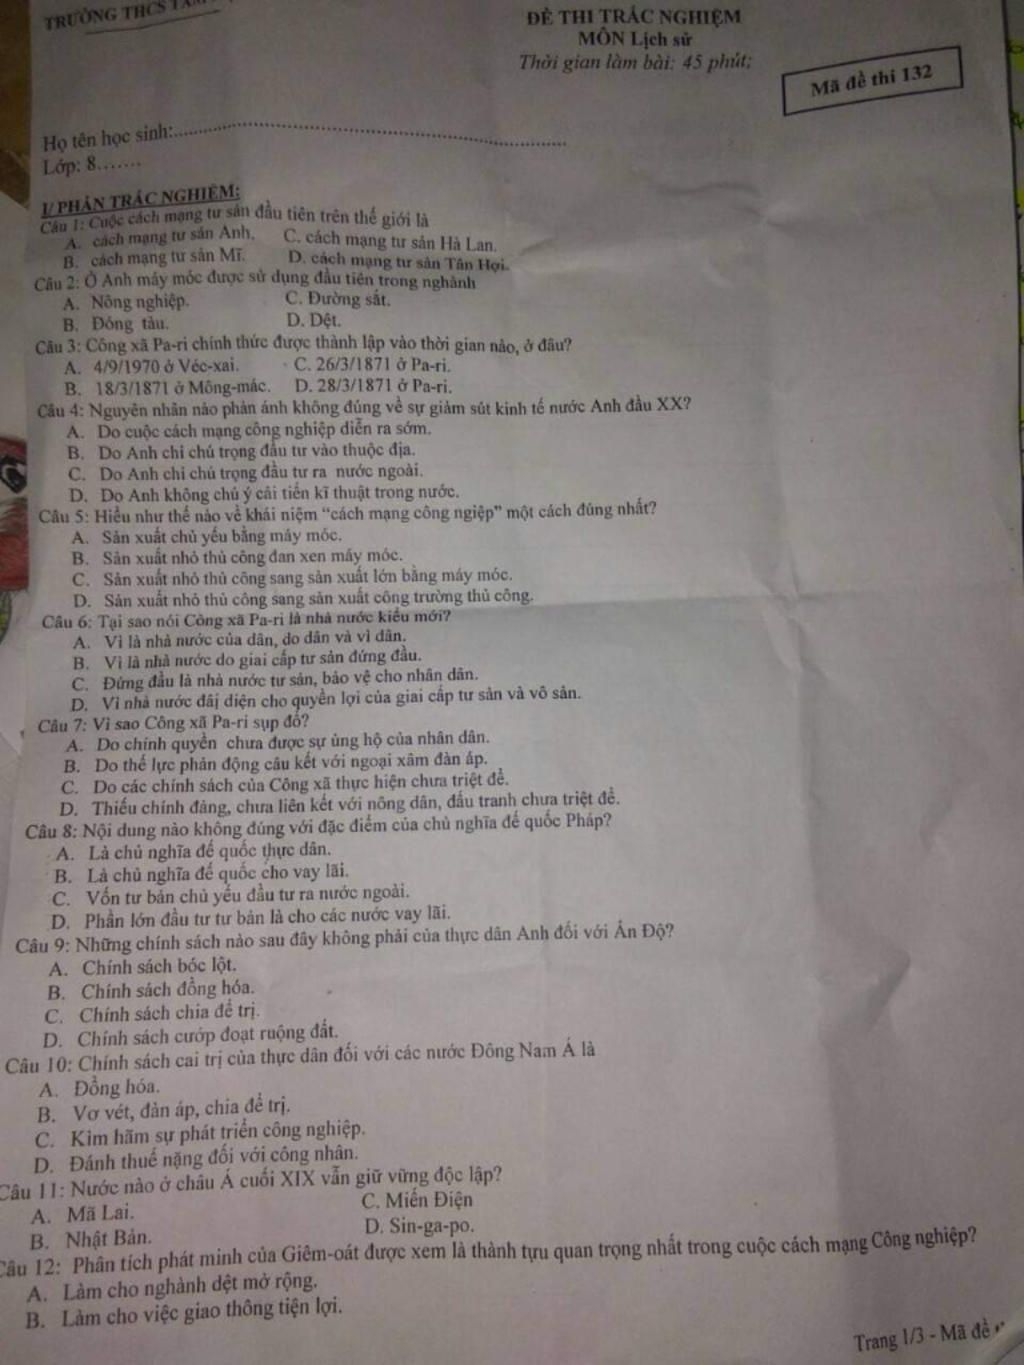 TRƯỜNG THCS
ĐỀ THI TRẮC NGHIỆM
MÔN Lịch sử
Thời gian làm bài: 45 phút;
Mã đề thi 132
Họ tên học sinh:
Lớp: 8.......
I/ PHẦN TRẮC NGHIỆM:
Câu 1: Cuộc cách mạng tư sản đầu tiên trên thế giới là
A. cách mạng tư sản Anh. C. cách mạng tư sản Hà Lan.
B. cách mạng tư sản Mĩ. D. cách mạng tư sản Tân Hợi.
Câu 2: Ở Anh máy móc được sử dụng đầu tiên trong nghành
A. Nông nghiệp. C. Đường sắt.
B. Đóng tàu. D. Dệt.
Câu 3: Công xã Pa-ri chính thức được thành lập vào thời gian nào, ở đâu?
A. 4/9/1970 ở Véc-xai. C. 26/3/1871 ở Pa-ri.
B. 18/3/1871 ở Mông-mác. D. 28/3/1871 ở Pa-ri.
Câu 4: Nguyên nhân nào phản ánh không đúng về sự giảm sút kinh tế nước Anh đầu XX?
A. Do cuộc cách mạng công nghiệp diễn ra sớm.
B. Do Anh chỉ chú trọng đầu tư vào thuộc địa.
C. Do Anh chỉ chú trọng đầu tư ra nước ngoài.
D. Do Anh không chú ý cải tiến kĩ thuật trong nước.
Câu 5: Hiểu như thế nào về khái niệm “cách mạng công ngiệp” một cách đúng nhất?
A. Sản xuất chủ yếu bằng máy móc.
B. Sản xuất nhỏ thủ công đan xen máy móc.
C. Sản xuất nhỏ thủ công sang sản xuất lớn bằng máy móc.
D. Sản xuất nhỏ thủ công sang sản xuất công trường thủ công.
Câu 6: Tại sao nói Công xã Pa-ri là nhà nước kiểu mới?
A. Vì là nhà nước của dân, do dân và vì dân.
B. Vì là nhà nước do giai cấp tư sản đứng đầu.
C. Đứng đầu là nhà nước tư sản, bảo vệ cho nhân dân.
D. Vì nhà nước đâị diện cho quyền lợi của giai cấp tư sản và vô sản.
Câu 7: Vì sao Công xã Pa-ri sụp đổ?
A. Do chính quyền chưa được sự ủng hộ của nhân dân.
B. Do thế lực phản động câu kết với ngoại xâm đàn áp.
C. Do các chính sách của Công xã thực hiện chưa triệt để.
D. Thiếu chính đảng, chưa liên kết với nông dân, đấu tranh chưa triệt để.
Câu 8: Nội dung nào không đúng với đặc điểm của chủ nghĩa đế quốc Pháp?
A. Là chủ nghĩa đế quốc thực dân.
B. Là chủ nghĩa đế quốc cho vay lãi.
C. Vốn tư bản chủ yếu đầu tư ra nước ngoài.
D. Phần lớn đầu tư tư bản là cho các nước vay lãi.
Câu 9: Những chính sách nào sau đây không phải của thực dân Anh đối với Ấn Độ?
A. Chính sách bóc lột.
B. Chính sách đồng hóa.
C. Chính sách chia để trị.
D. Chính sách cướp đoạt ruộng đất.
Câu 10: Chính sách cai trị của thực dân đối với các nước Đông Nam Á là
A. Đồng hóa.
B. Vơ vét, đàn áp, chia để trị.
C. Kìm hãm sự phát triển công nghiệp.
D. Đánh thuế nặng đối với công nhân.
Câu 11: Nước nào ở châu Á cuối XIX vẫn giữ vững độc lập?
A. Mã Lai. C. Miến Điện
B. Nhật Bản. D. Sin-ga-po.
Câu 12: Phân tích phát minh của Giêm-oát được xem là thành tựu quan trọng nhất trong cuộc cách mạng Công nghiệp?
A. Làm cho nghành dệt mở rộng.
B. Làm cho việc giao thông tiện lợi.
Trang 1/3 - Mã đề